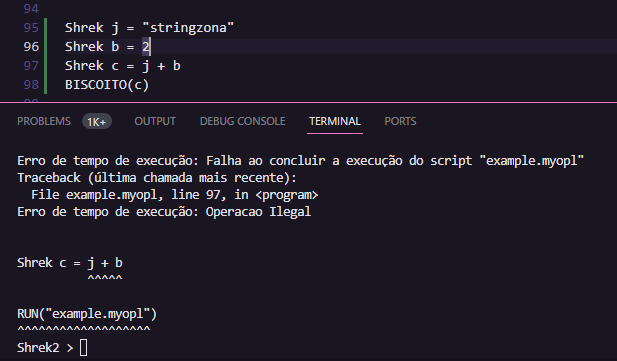 94
95 Shrek j = "stringzona"
96 Shrek b = 2
97 Shrek c = j + b
98 BISCOITO(c)
PROBLEMS 1K+ OUTPUT DEBUG CONSOLE TERMINAL PORTS
Erro de tempo de execução: Falha ao concluir a execução do script "example.myopl"
Traceback (última chamada mais recente):
  File example.myopl, line 97, in <program>
Erro de tempo de execução: Operacao Ilegal
Shrek c = j + b
          ^^^^^
RUN("example.myopl")
^^^^^^^^^^^^^^^^^^^
Shrek2 >